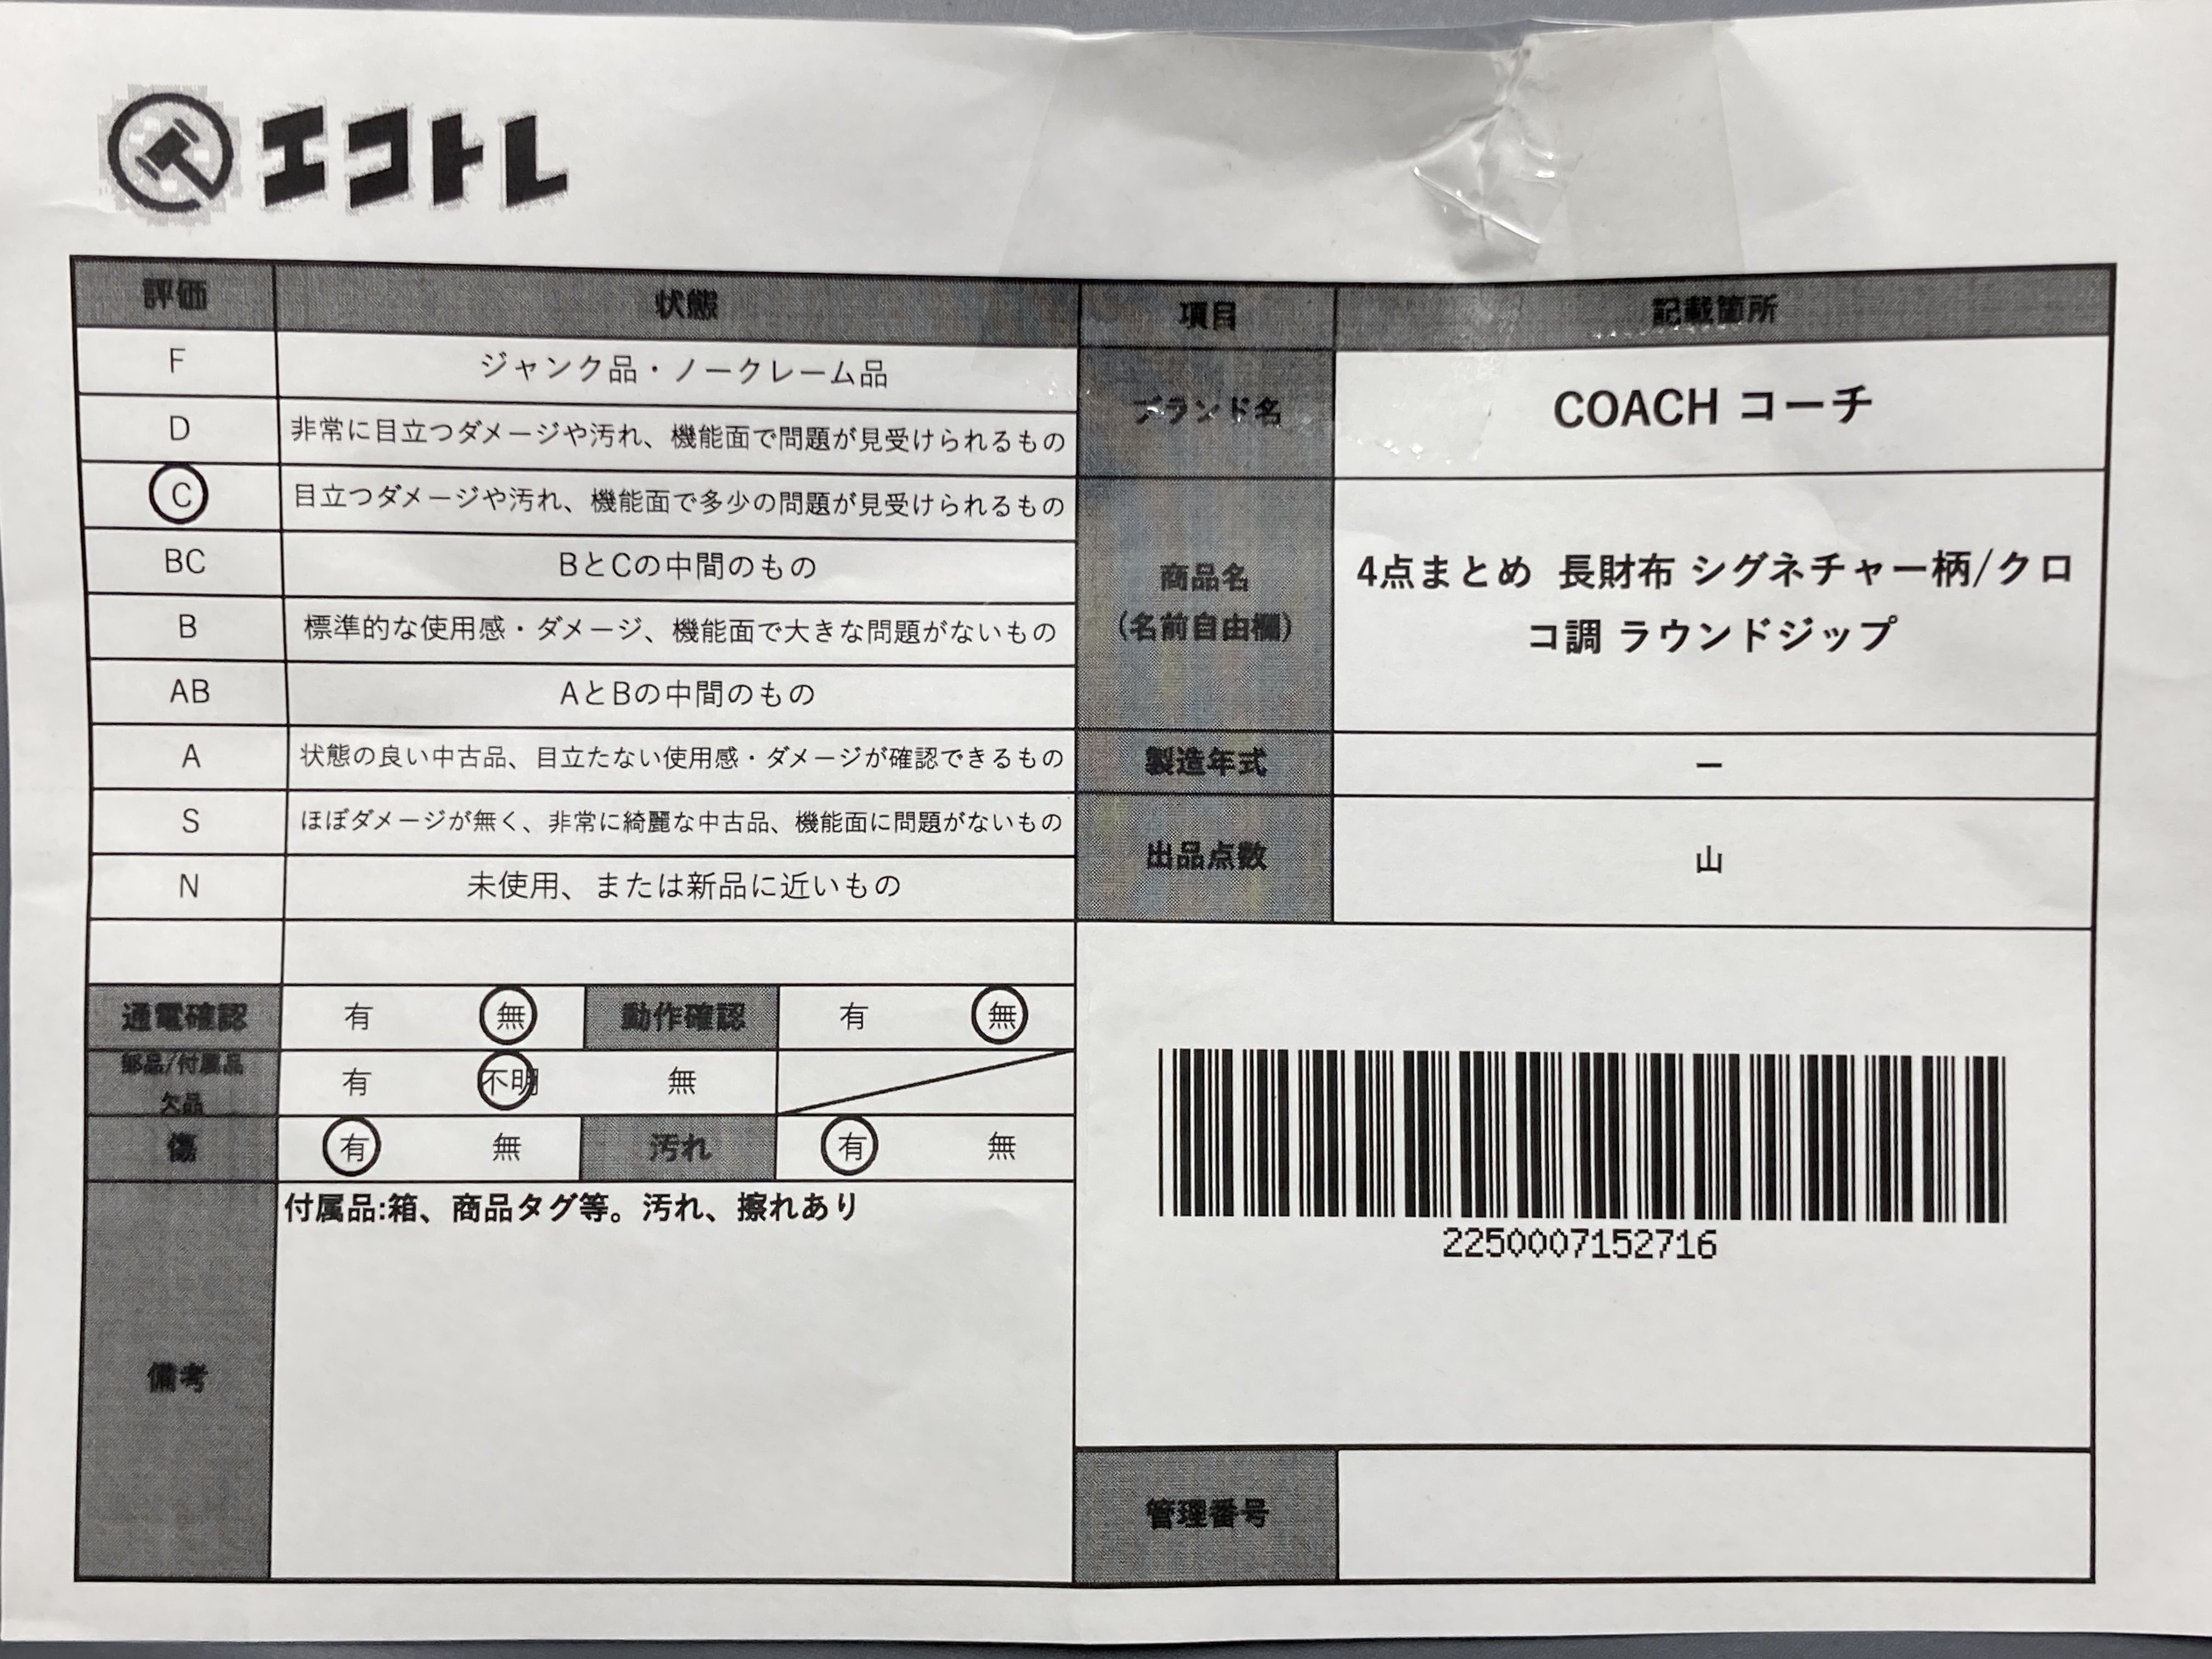 エコトレ
評価 状態
F ジャンク品・ノークレーム品
D 非常に目立つダメージや汚れ、機能面で問題が見受けられるもの
C 目立つダメージや汚れ、機能面で多少の問題が見受けられるもの
BC BとCの中間のもの
B 標準的な使用感・ダメージ、機能面で大きな問題がないもの
AB AとBの中間のもの
A 状態の良い中古品、目立たない使用感・ダメージが確認できるもの
S ほぼダメージが無く、非常に綺麗な中古品、機能面に問題がないもの
N 未使用、または新品に近いもの
通電確認 有 無 動作確認 有 無
部品/付属品
欠品
有 不明 無
傷 有 無 汚れ 有 無
備考
付属品:箱、商品タグ等。汚れ、擦れあり
項目 記載箇所
ブランド名 COACH コーチ
商品名
(名前自由欄)
4点まとめ 長財布 シグネチャー柄/クロ
コ調 ラウンドジップ
製造年式 ー
出品点数 山
2250007152716
管理番号